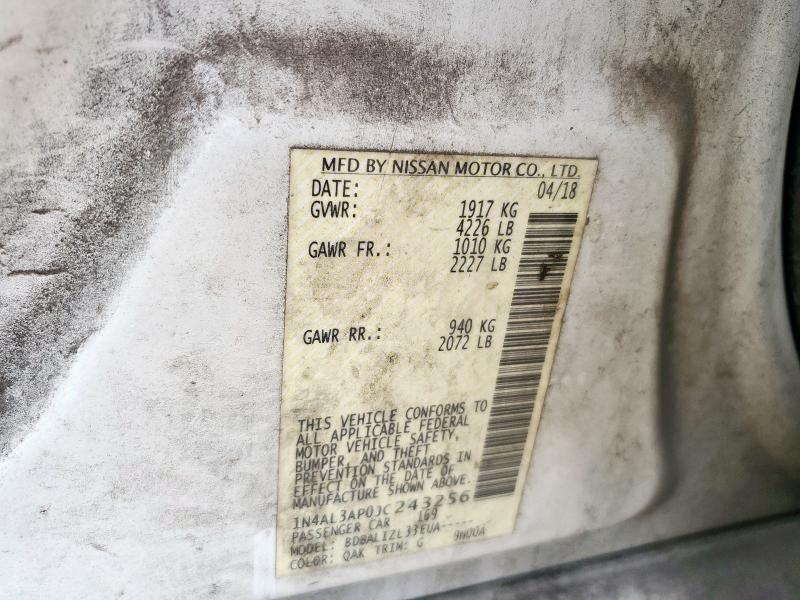 MFD BY NISSAN MOTOR CO., LTD.
DATE: 04/18
GVWR: 1917 KG
4226 LB
GAWR FR.: 1010 KG
2227 LB
GAWR RR.: 940 KG
2072 LB
THIS VEHICLE CONFORMS TO
ALL APPLICABLE FEDERAL
MOTOR VEHICLE SAFETY,
BUMPER, AND THEFT
PREVENTION STANDARDS IN
EFFECT ON THE DATE OF
MANUFACTURE SHOWN ABOVE.
1N4AL3AP0JC243256
PASSENGER CAR 169
MODEL: BDBALIZL33EUA-----
COLOR: QAK TRIM: G